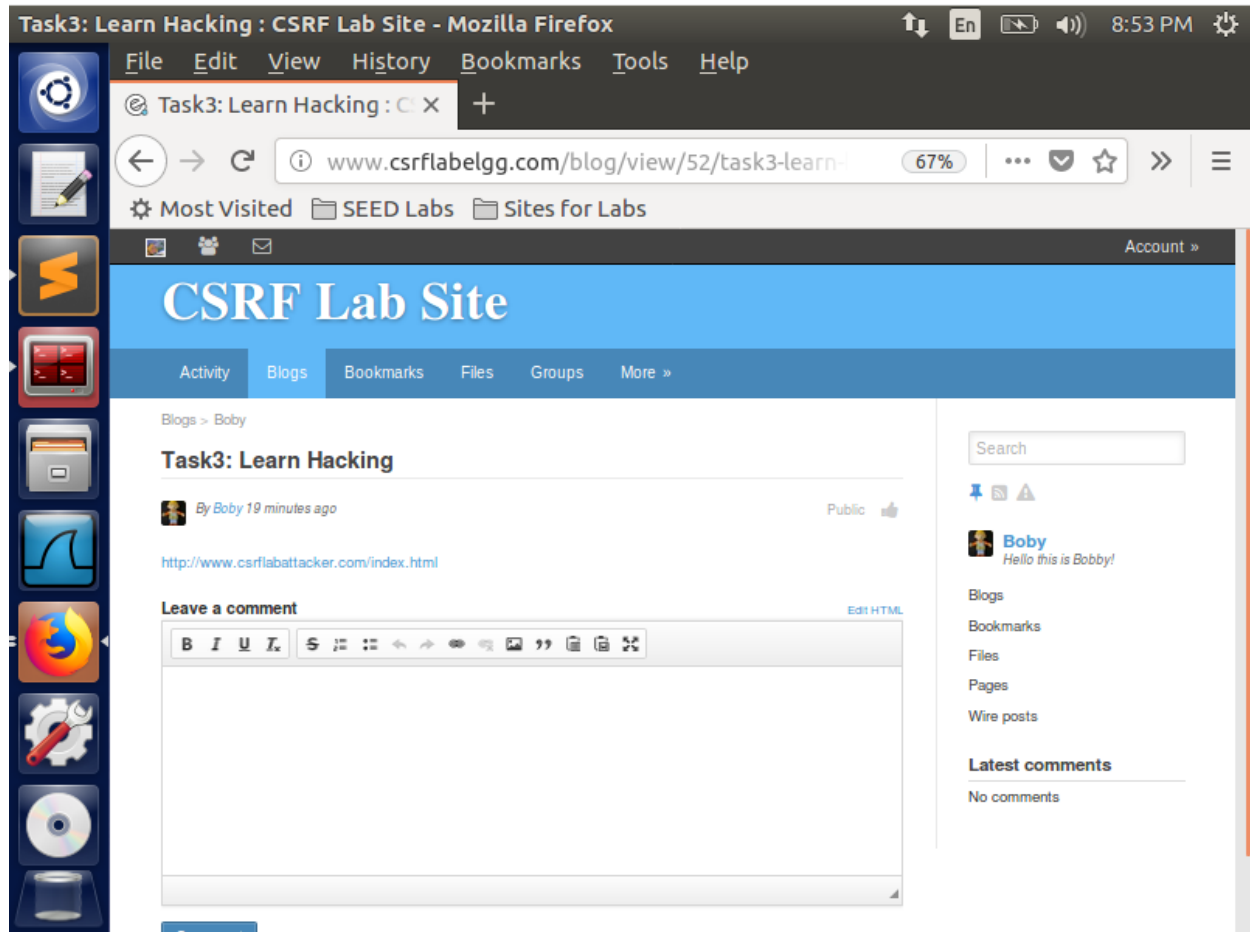 Task3: Learn Hacking : CSRF Lab Site - Mozilla Firefox En 8:53 PM
File Edit View History Bookmarks Tools Help
Task3: Learn Hacking : C
www.csrflabelgg.com/blog/view/52/task3-learn- 67%
Most Visited SEED Labs Sites for Labs
Account »
CSRF Lab Site
Activity Blogs Bookmarks Files Groups More »
Blogs > Boby
Search
Task3: Learn Hacking
By Boby 19 minutes ago Public
Boby
Hello this is Bobby!
http://www.csrflabattacker.com/index.html
Blogs
Leave a comment Edit HTML
Bookmarks
Files
Pages
Wire posts
Latest comments
No comments